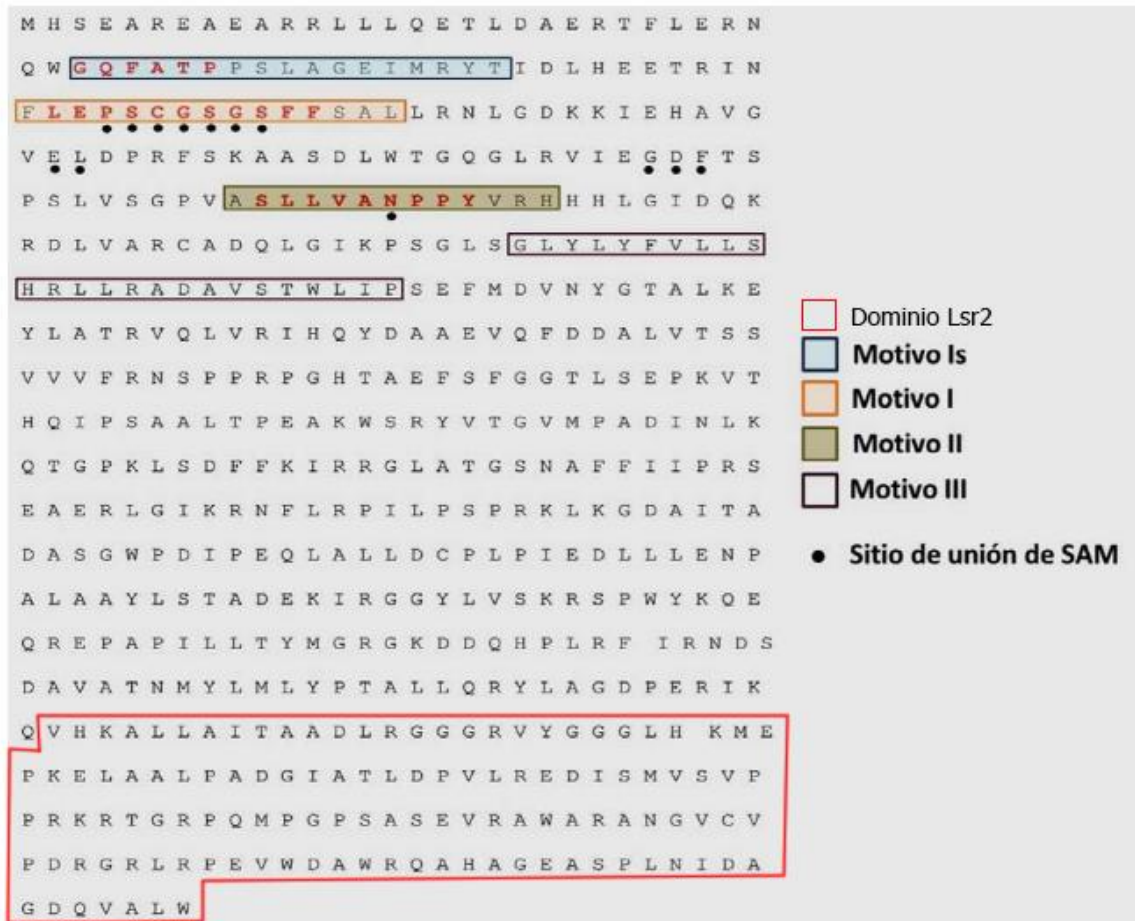 M H S E A R E A E A R R L L L Q E T L D A E R T F L E R N
Q W G Q F A T P P S L A G E I M R Y T I D L H E E T R I N
F L E P S C G S G S F F S A L L R N L G D K K I E H A V G
V E L D P R F S K A A S D L W T G Q G L R V I E G D F T S
P S L V S G P V A S L L V A N P P Y V R H H H L G I D Q K
R D L V A R C A D Q L G I K P S G L S G L Y L Y F V L L S
H R L L R A D A V S T W L I P S E F M D V N Y G T A L K E
Y L A T R V Q L V R I H Q Y D A A E V Q F D D A L V T S S
V V V F R N S P P R P G H T A E F S F G G T L S E P K V T
H Q I P S A A L T P E A K W S R Y V T G V M P A D I N L K
Q T G P K L S D F F K I R R G L A T G S N A F F I I P R S
E A E R L G I K R N F L R P I L P S P R K L K G D A I T A
D A S G W P D I P E Q L A L L D C P L P I E D L L L E N P
A L A A Y L S T A D E K I R G G Y L V S K R S P W Y K Q E
Q R E P A P I L L T Y M G R G K D D Q H P L R F I R N D S
D A V A T N M Y L M L Y P T A L L Q R Y L A G D P E R I K
Q V H K A L L A I T A A D L R G G G R V Y G G G L H K M E
P K E L A A L P A D G I A T L D P V L R E D I S M V S V P
P R K R T G R P Q M P G P S A S E V R A W A R A N G V C V
P D R G R L R P E V W D A W R Q A H A G E A S P L N I D A
G D Q V A L W
Dominio Lsr2
Motivo Is
Motivo I
Motivo II
Motivo III
Sitio de unión de SAM